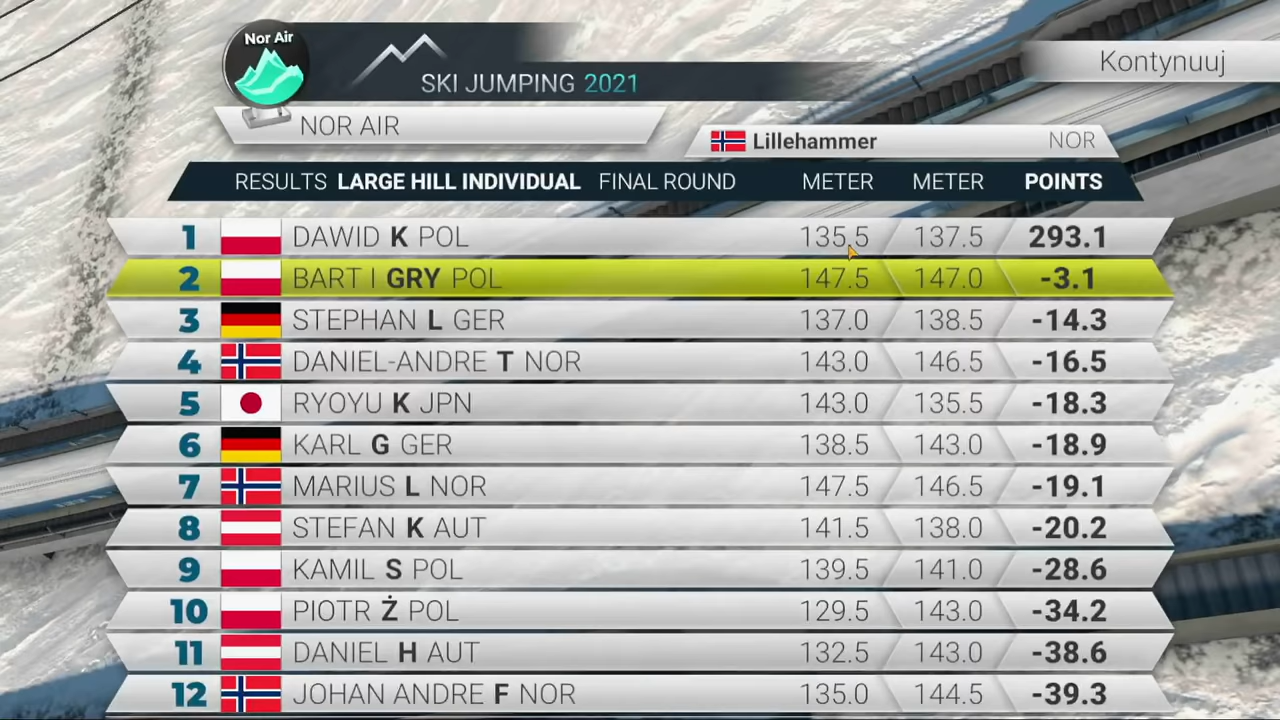 Nor Air
SKI JUMPING 2021
Kontynuuj
NOR AIR
Lillehammer NOR
RESULTS LARGE HILL INDIVIDUAL FINAL ROUND METER METER POINTS
1 DAWID K POL 135.5 137.5 293.1
2 BART I GRY POL 147.5 147.0 -3.1
3 STEPHAN L GER 137.0 138.5 -14.3
4 DANIEL-ANDRE T NOR 143.0 146.5 -16.5
5 RYOYU K JPN 143.0 135.5 -18.3
6 KARL G GER 138.5 143.0 -18.9
7 MARIUS L NOR 147.5 146.5 -19.1
8 STEFAN K AUT 141.5 138.0 -20.2
9 KAMIL S POL 139.5 141.0 -28.6
10 PIOTR Ż POL 129.5 143.0 -34.2
11 DANIEL H AUT 132.5 143.0 -38.6
12 JOHAN ANDRE F NOR 135.0 144.5 -39.3